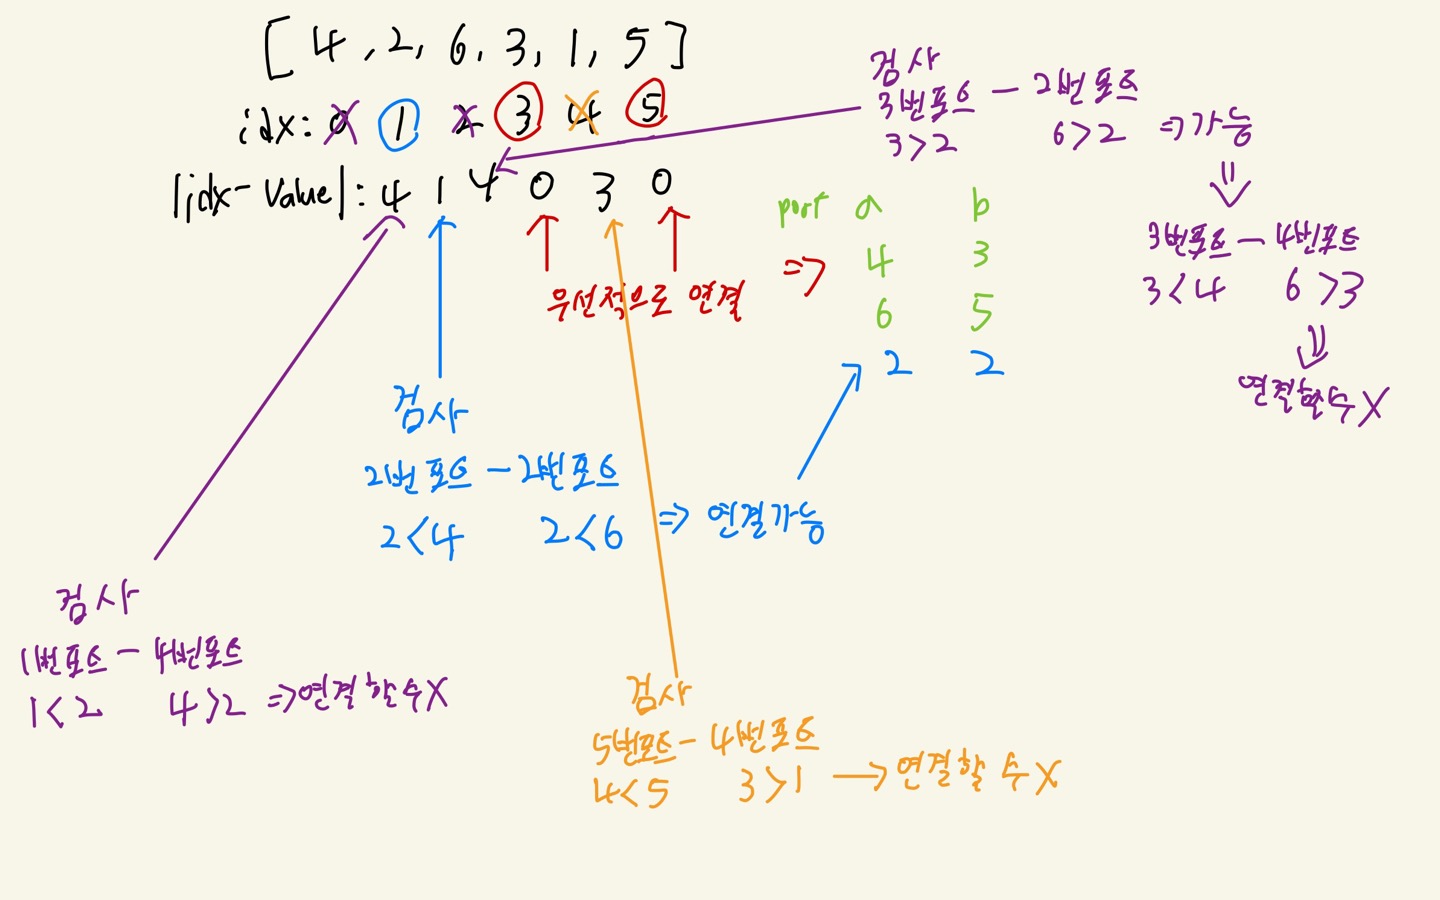 [ 4 , 2, 6, 3, 1, 5 ]
idx: 0 1 2 3 4 5
|idx-value|: 4 1 4 0 3 0
우선적으로 연결
검사
3번포트 - 2번포트
3>2 6>2 ⇒ 가능
⇓
3번포트 - 4번포트
3<4 6>3
⇓
연결할수X
port a b
⇒ 4 3
6 5
2 2
검사
2번포트 - 2번포트
2<4 2<6 ⇒ 연결가능
검사
1번포트 - 4번포트
1<2 4>2 ⇒연결할수X
검사
5번포트 - 4번포트
4<5 3>1 → 연결할 수 X